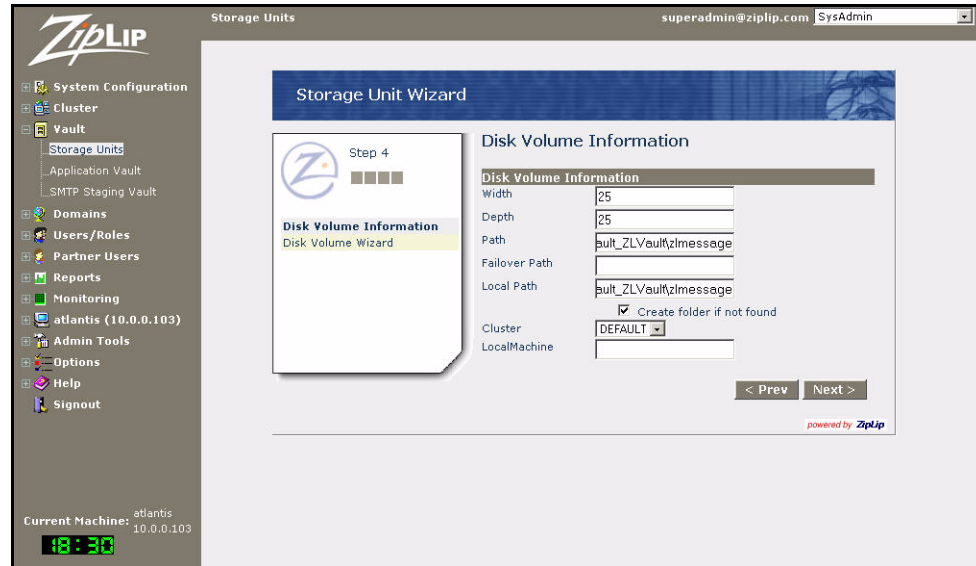 ZipLip
Storage Units
superadmin@ziplip.com
SysAdmin
System Configuration
Cluster
Vault
Storage Units
Application Vault
SMTP Staging Vault
Domains
Users/Roles
Partner Users
Reports
Monitoring
atlantis (10.0.0.103)
Admin Tools
Options
Help
Signout
Current Machine:
atlantis
10.0.0.103
18:30
Storage Unit Wizard
Step 4
Disk Volume Information
Disk Volume Wizard
Disk Volume Information
Disk Volume Information
Width
25
Depth
25
Path
ault_ZLVault\zlmessage
Failover Path
Local Path
ault_ZLVault\zlmessage
Create folder if not found
Cluster
DEFAULT
LocalMachine
< Prev
Next >
powered by ZipLip